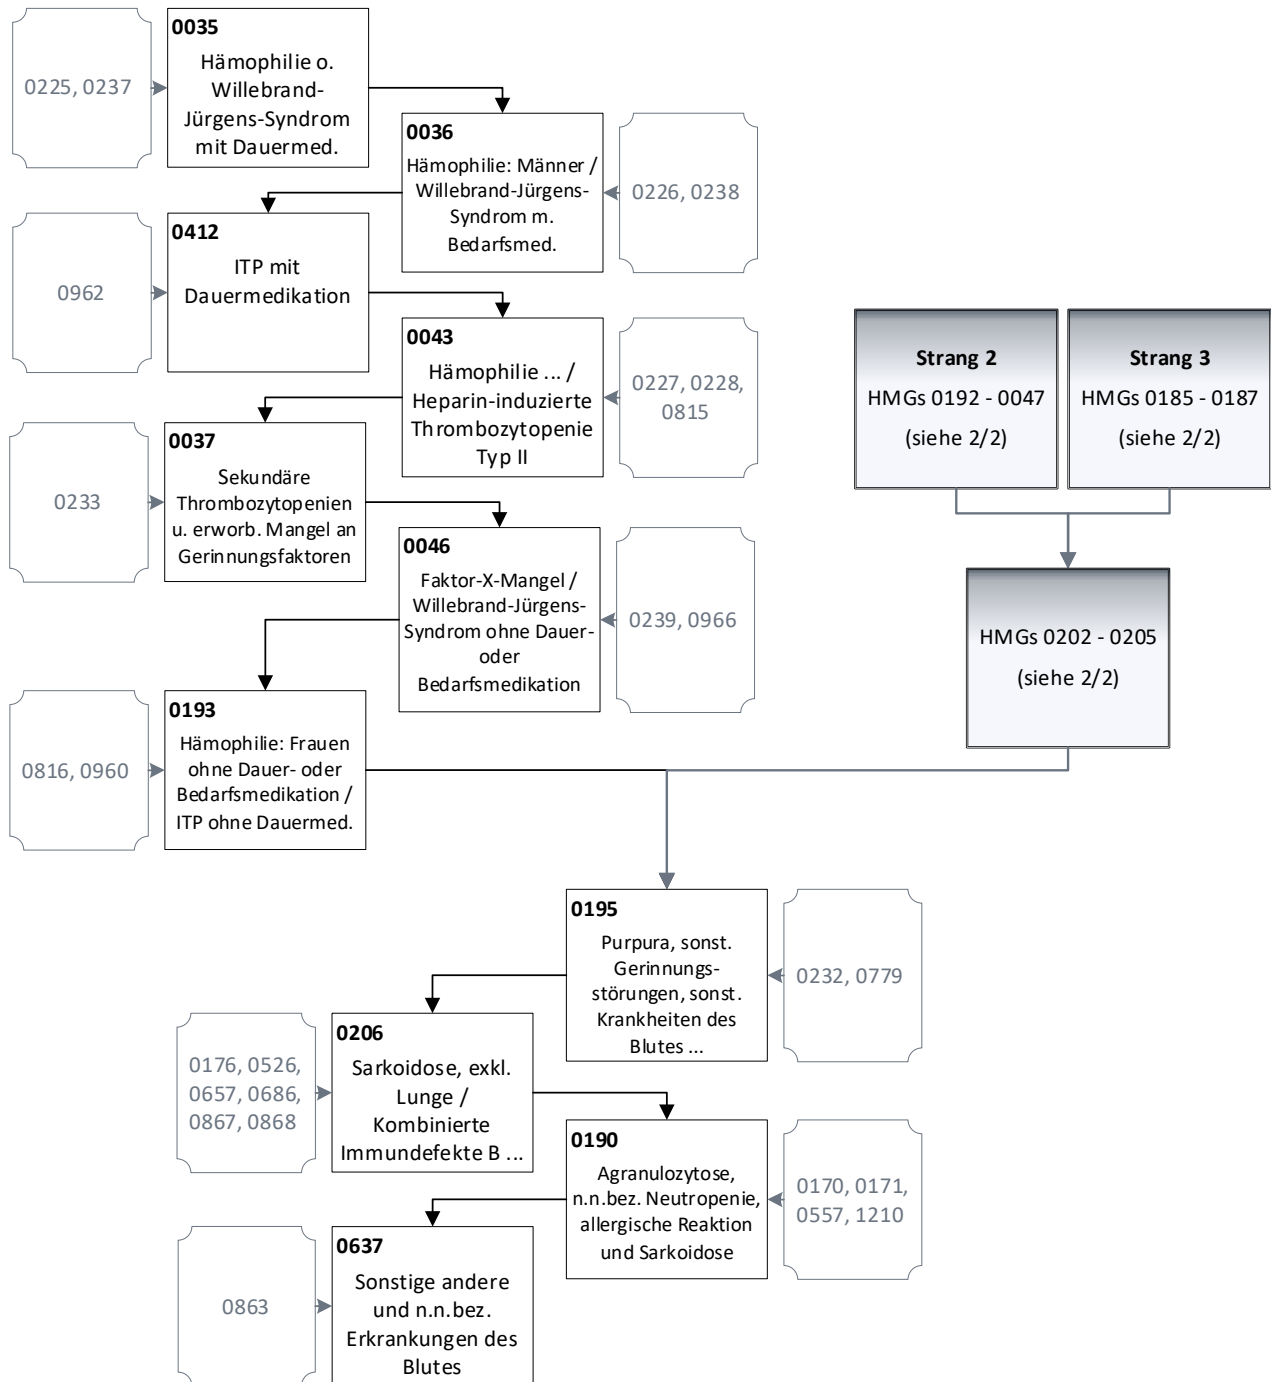 0225, 0237
0035
Hämophilie o.
Willebrand-
Jürgens-Syndrom
mit Dauermed.
0036
Hämophilie: Männer /
Willebrand-Jürgens-
Syndrom m.
Bedarfsmed.
0226, 0238
0962
0412
ITP mit
Dauermedikation
0043
Hämophilie ... /
Heparin-induzierte
Thrombozytopenie
Typ II
0227, 0228,
0815
0233
0037
Sekundäre
Thrombozytopenien
u. erworb. Mangel an
Gerinnungsfaktoren
0046
Faktor-X-Mangel /
Willebrand-Jürgens-
Syndrom ohne Dauer-
oder
Bedarfsmedikation
0239, 0966
0816, 0960
0193
Hämophilie: Frauen
ohne Dauer- oder
Bedarfsmedikation /
ITP ohne Dauermed.
Strang 2
HMGs 0192 - 0047
(siehe 2/2)
Strang 3
HMGs 0185 - 0187
(siehe 2/2)
HMGs 0202 - 0205
(siehe 2/2)
0195
Purpura, sonst.
Gerinnungs-
störungen, sonst.
Krankheiten des
Blutes ...
0232, 0779
0176, 0526,
0657, 0686,
0867, 0868
0206
Sarkoidose, exkl.
Lunge /
Kombinierte
Immundefekte B ...
0190
Agranulozytose,
n.n.bez. Neutropenie,
allergische Reaktion
und Sarkoidose
0170, 0171,
0557, 1210
0863
0637
Sonstige andere
und n.n.bez.
Erkrankungen des
Blutes